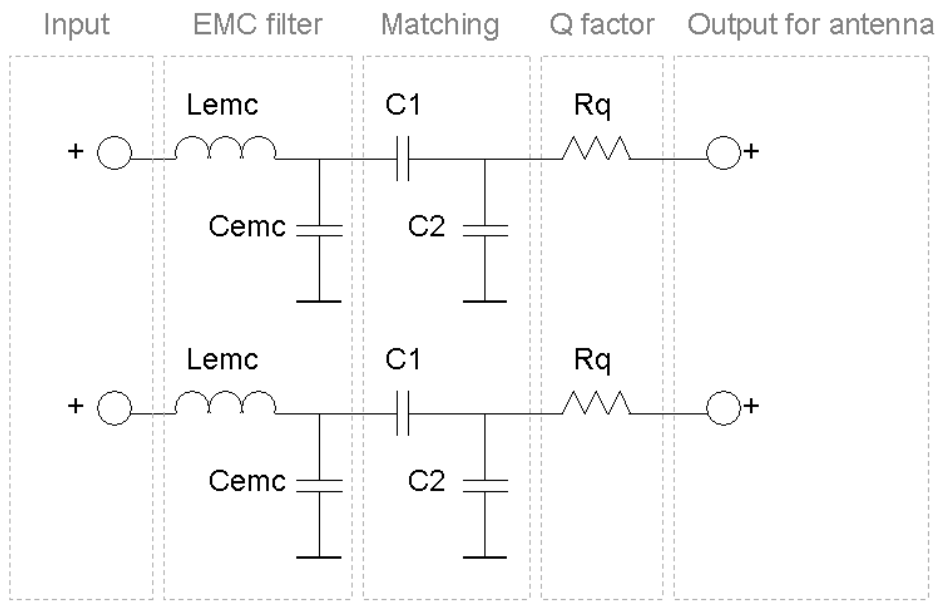 Input EMC filter Matching Q factor Output for antenna
Lemc C1 Rq
+ +
Cemc C2
Lemc C1 Rq
+ +
Cemc C2